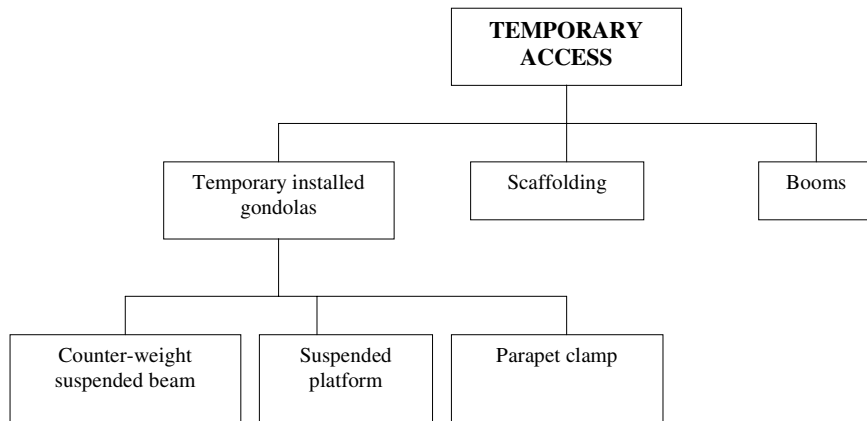 TEMPORARY
ACCESS
Temporary installed
gondolas
Scaffolding
Booms
Counter-weight
suspended beam
Suspended
platform
Parapet clamp